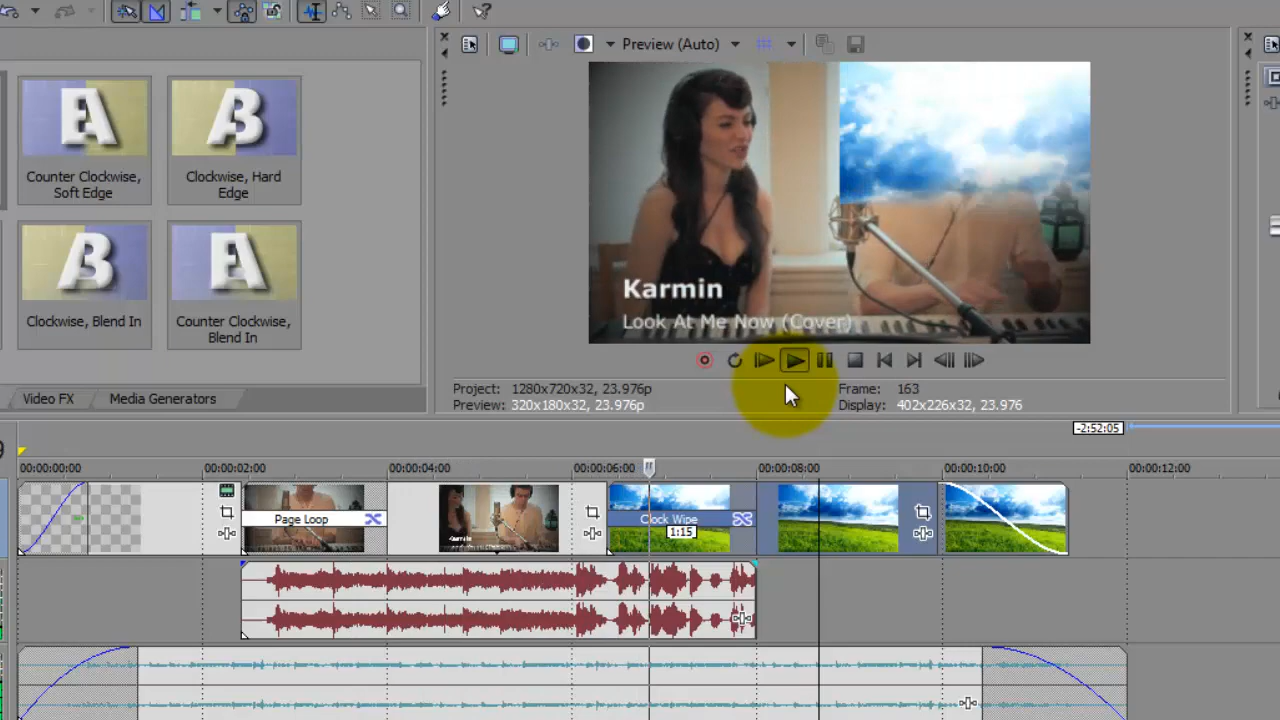 Preview (Auto)
Counter Clockwise,
Soft Edge
Clockwise, Hard
Edge
Clockwise, Blend In
Counter Clockwise,
Blend In
Karmin
Look At Me Now (Cover)
Video FX
Media Generators
Project: 1280x720x32, 23.976p
Preview: 320x180x32, 23.976p
Frame: 163
Display: 402x226x32, 23.976
-2:52:05
00:00:00:00
00:00:02:00
00:00:04:00
00:00:06:00
00:00:08:00
00:00:10:00
00:00:12:00
Page Loop
Clock Wipe
1:15